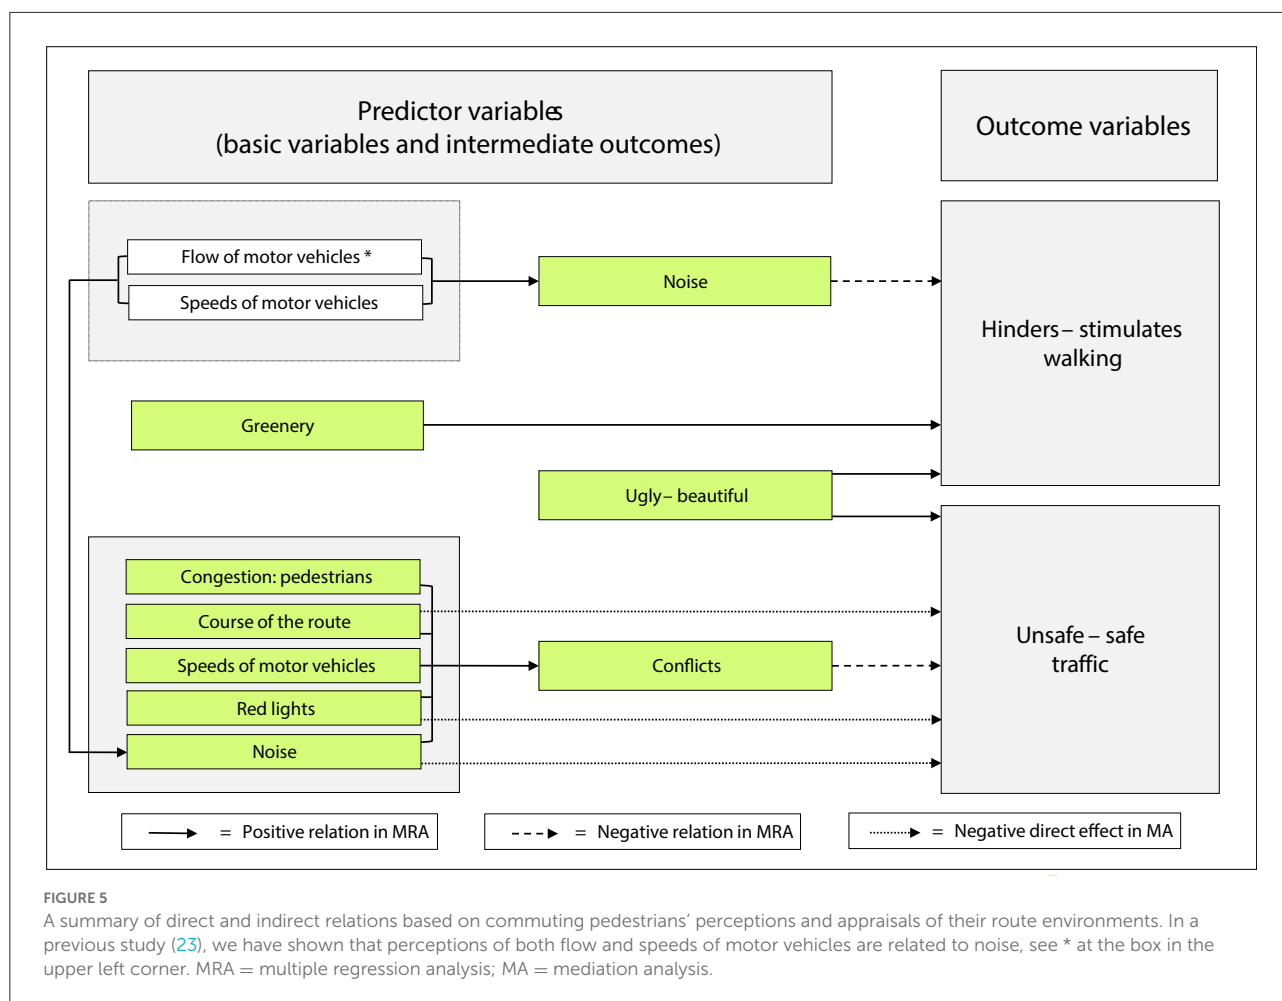 Predictor variables
(basic variables and intermediate outcomes)
Outcome variables
Flow of motor vehicles *
Speeds of motor vehicles
Noise
Hinders – stimulates
walking
Greenery
Ugly – beautiful
Congestion: pedestrians
Course of the route
Speeds of motor vehicles
Red lights
Noise
Conflicts
Unsafe – safe
traffic
= Positive relation in MRA
= Negative relation in MRA
= Negative direct effect in MA
FIGURE 5
A summary of direct and indirect relations based on commuting pedestrians’ perceptions and appraisals of their route environments. In a
previous study (23), we have shown that perceptions of both flow and speeds of motor vehicles are related to noise, see * at the box in the
upper left corner. MRA = multiple regression analysis; MA = mediation analysis.